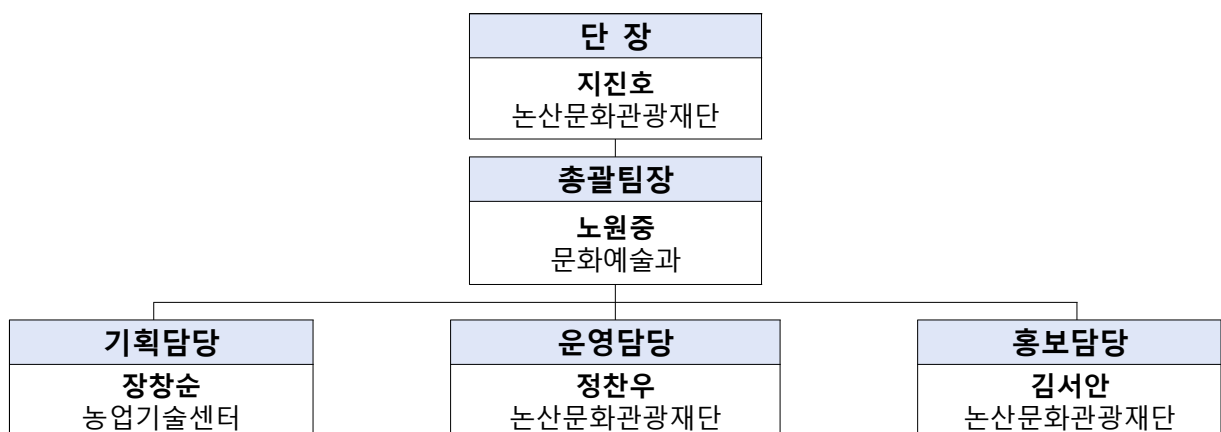 단 장
지진호
논산문화관광재단
총괄팀장
노원중
문화예술과
기획담당
장창순
농업기술센터
운영담당
정찬우
논산문화관광재단
홍보담당
김서안
논산문화관광재단